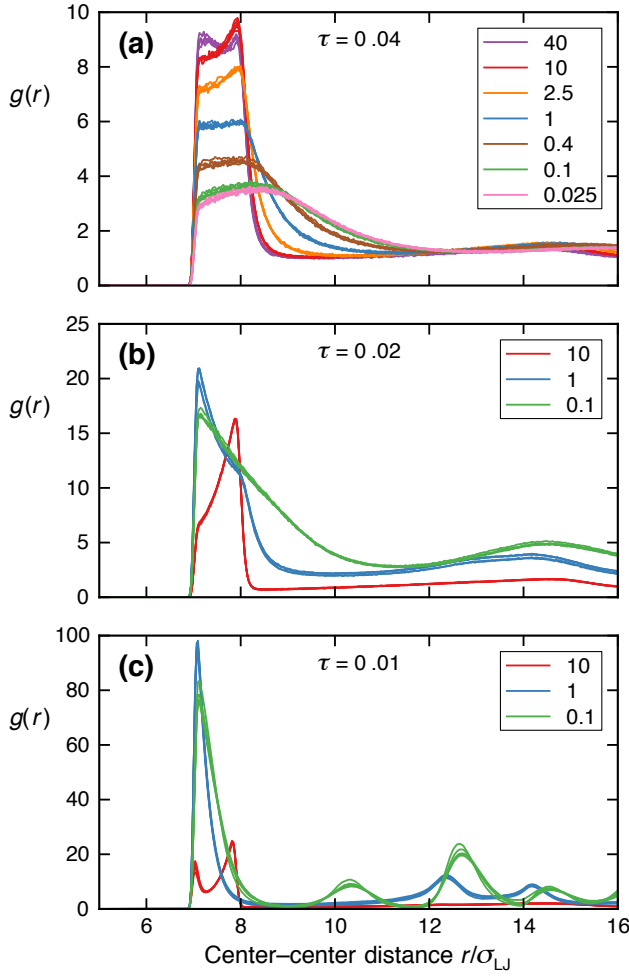 (a)
τ = 0.04
g(r)
10
8
6
4
2
0
40
10
2.5
1
0.4
0.1
0.025
(b)
τ = 0.02
g(r)
25
20
15
10
5
0
10
1
0.1
(c)
τ = 0.01
g(r)
100
80
60
40
20
0
10
1
0.1
6 8 10 12 14 16
Center–center distance r/σLJ